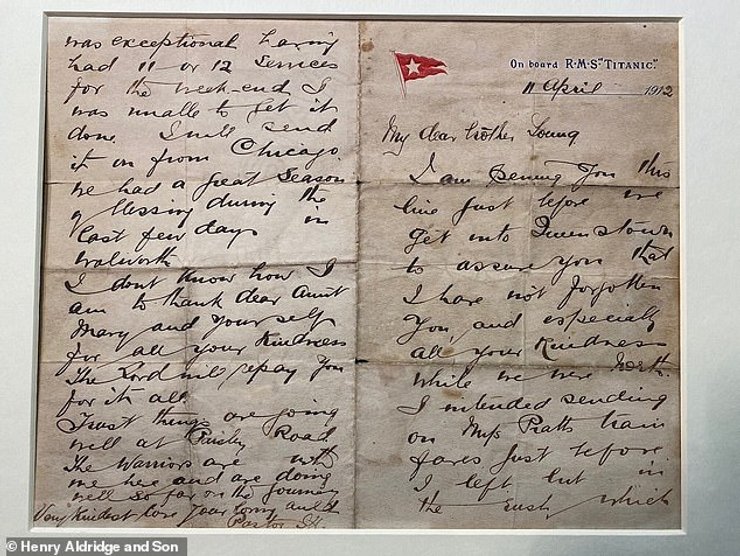 On board R·M·S "TITANIC."
11 April 1912
My dear brother Young
I am penning you this
line just before we
get into Queenstown
to assure you that
I have not forgotten
you and especially
all your kindness
while we were North.
I intended sending
on Miss Pratts train
fares just before
I left but in
the rush which
was exceptional having
had 11 or 12 services
for the week-end I
was unable to get it
done. I will send
it on from Chicago.
we had a great season
of blessing during the
last few days in
Walworth
I dont know how I
am to thank dear Aunt
Mary and yourself
for all your kindness
The Lord will repay you
for it all.
Trust things are going
well at Paisley Road
The Warriors are with
me here and are doing
well so far on the journey
Very kindest love your loving auld
Pastor
© Henry Aldridge and Son